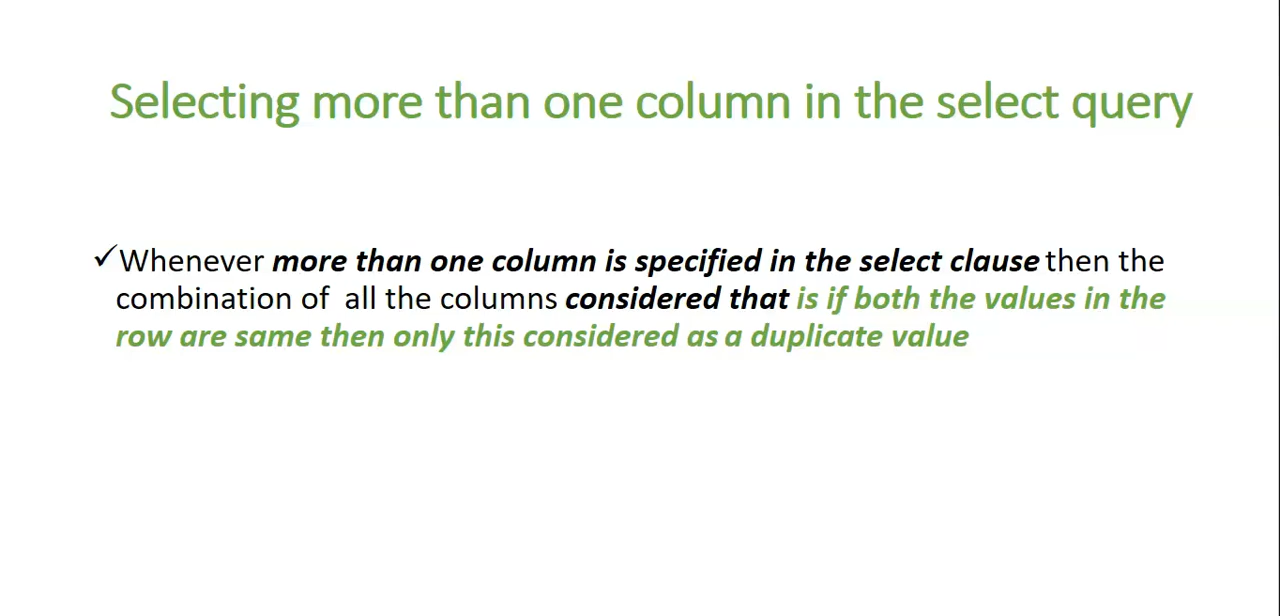 Selecting more than one column in the select query
✓Whenever more than one column is specified in the select clause then the
combination of all the columns considered that is if both the values in the
row are same then only this considered as a duplicate value